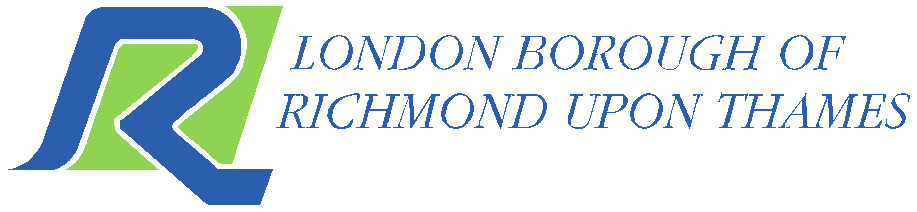 LONDON BOROUGH OF
RICHMOND UPON THAMES